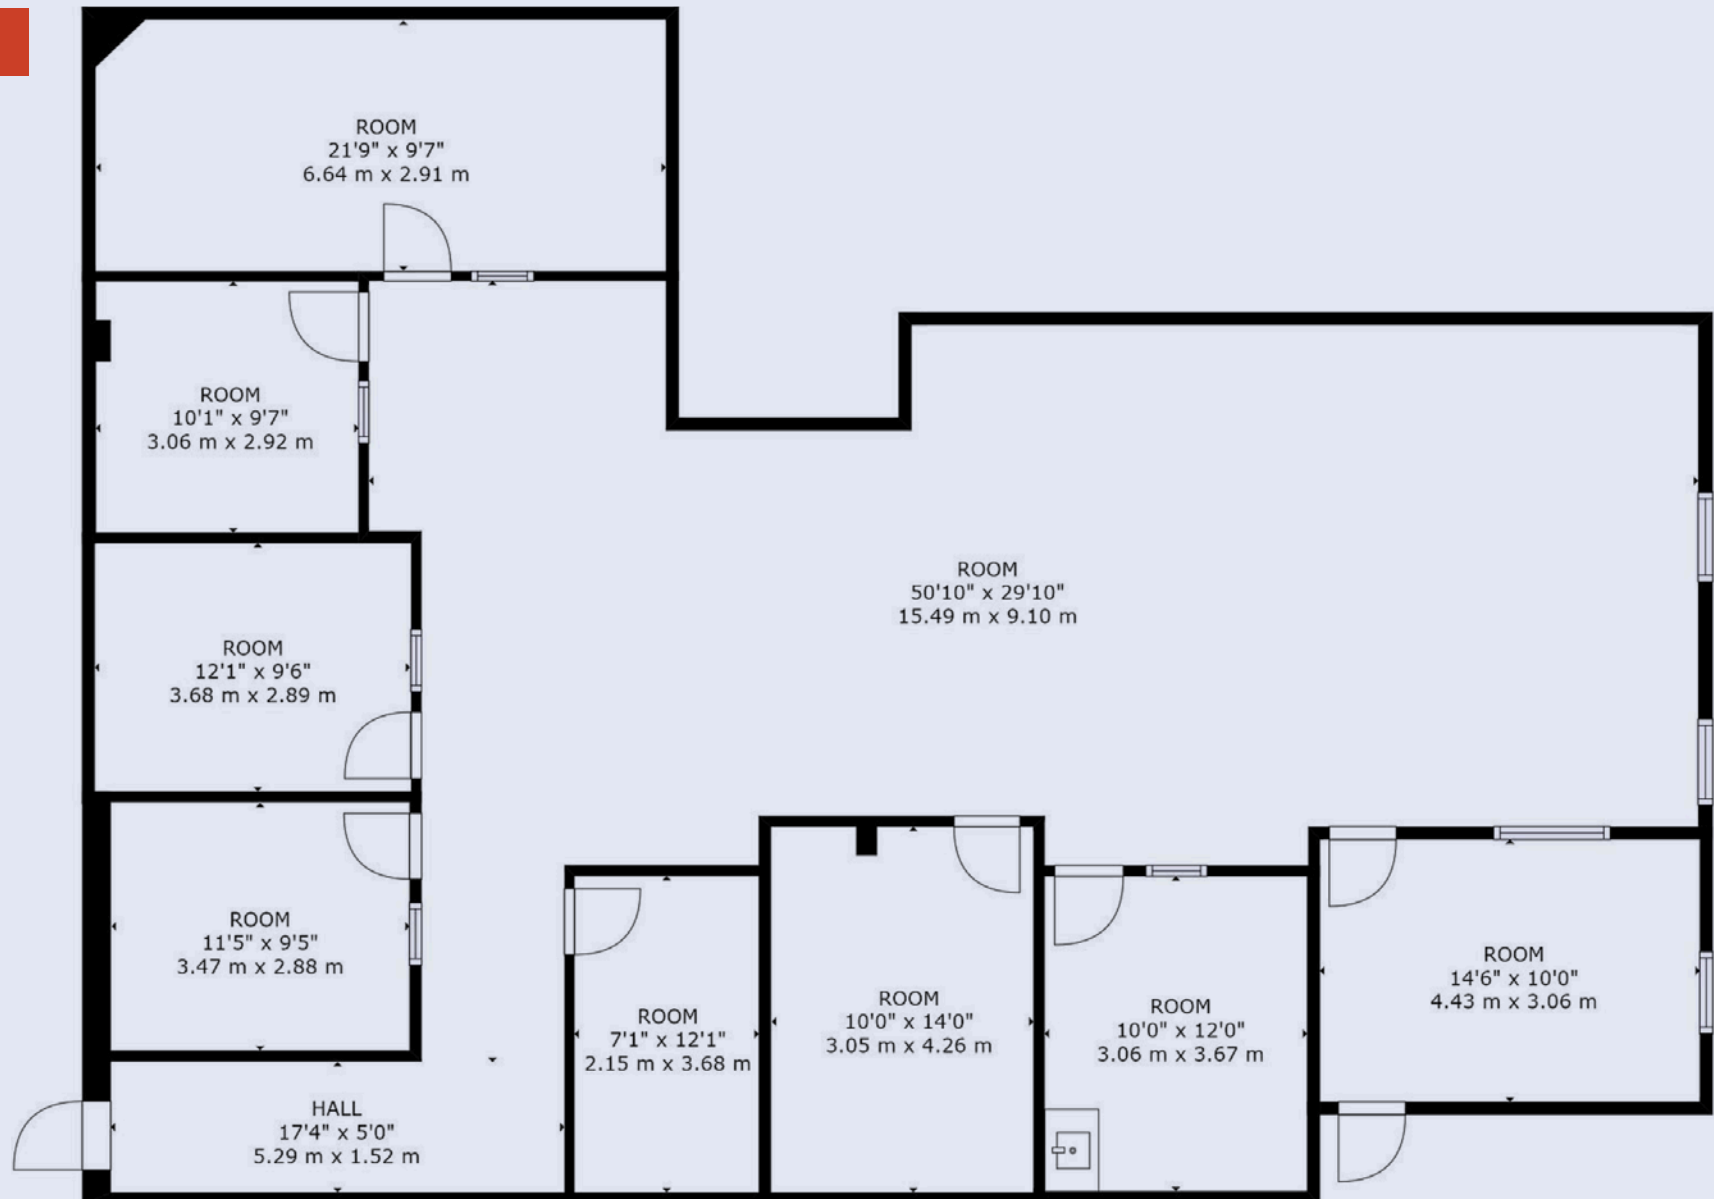 ROOM
21'9" x 9'7"
6.64 m x 2.91 m
ROOM
10'1" x 9'7"
3.06 m x 2.92 m
ROOM
50'10" x 29'10"
15.49 m x 9.10 m
ROOM
12'1" x 9'6"
3.68 m x 2.89 m
ROOM
11'5" x 9'5"
3.47 m x 2.88 m
ROOM
7'1" x 12'1"
2.15 m x 3.68 m
ROOM
10'0" x 14'0"
3.05 m x 4.26 m
ROOM
10'0" x 12'0"
3.06 m x 3.67 m
ROOM
14'6" x 10'0"
4.43 m x 3.06 m
HALL
17'4" x 5'0"
5.29 m x 1.52 m